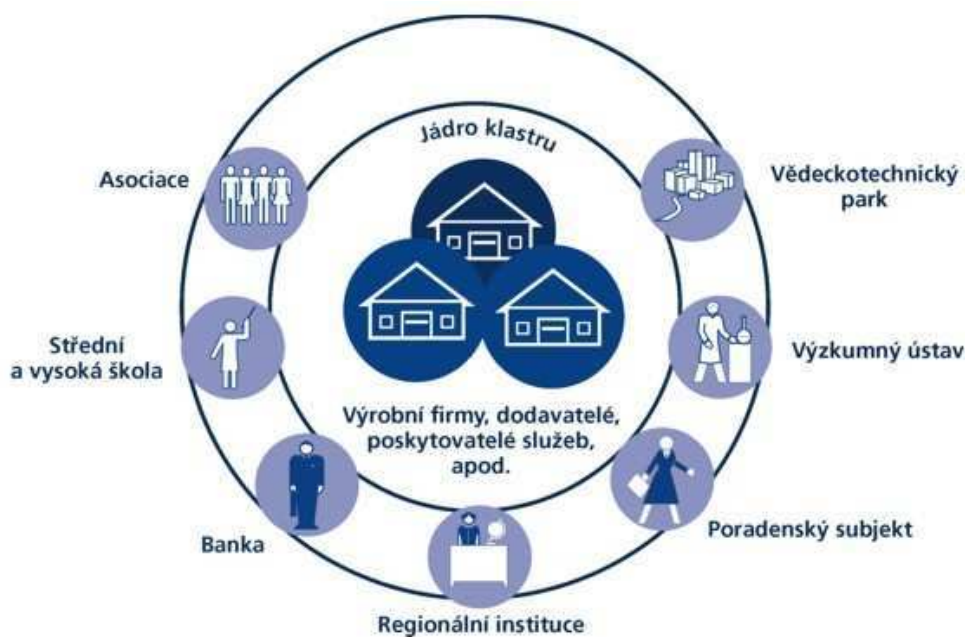 Jádro klastru
Asociace
Vědeckotechnický
park
Střední
a vysoká škola
Výzkumný ústav
Výrobní firmy, dodavatelé,
poskytovatelé služeb,
apod.
Banka
Poradenský subjekt
Regionální instituce